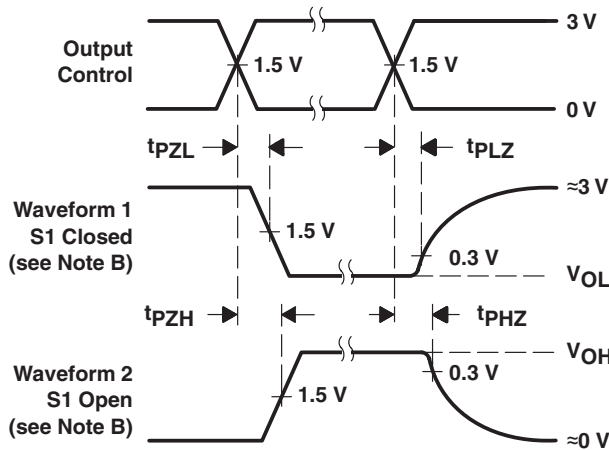 3 V
Output
Control
1.5 V
1.5 V
0 V
tPZL
tPLZ
≈3 V
Waveform 1
S1 Closed
(see Note B)
1.5 V
0.3 V
VOL
tPZH
tPHZ
VOH
Waveform 2
S1 Open
(see Note B)
1.5 V
0.3 V
≈0 V